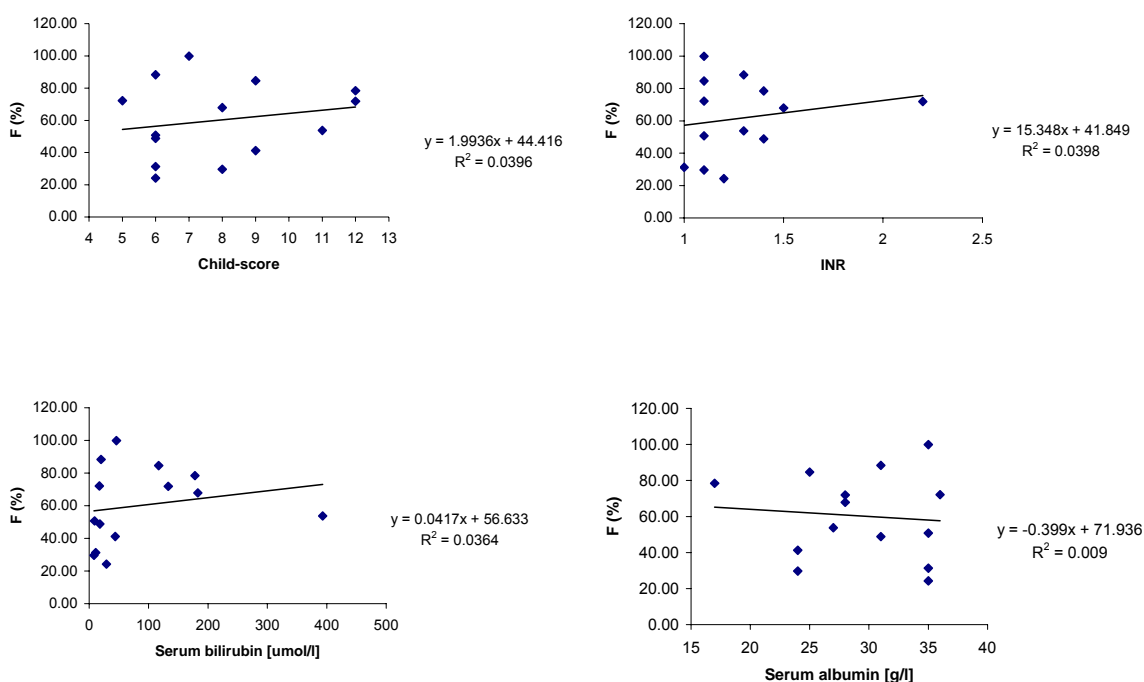 120.00
100.00
80.00
60.00
40.00
20.00
0.00
F (%)
4 5 6 7 8 9 10 11 12 13
Child-score
y = 1.9936x + 44.416
R² = 0.0396
120.00
100.00
80.00
60.00
40.00
20.00
0.00
F (%)
1 1.5 2 2.5
INR
y = 15.348x + 41.849
R² = 0.0398
120.00
100.00
80.00
60.00
40.00
20.00
0.00
F (%)
0 100 200 300 400 500
Serum bilirubin [umol/l]
y = 0.0417x + 56.633
R² = 0.0364
120.00
100.00
80.00
60.00
40.00
20.00
0.00
F (%)
15 20 25 30 35 40
Serum albumin [g/l]
y = -0.399x + 71.936
R² = 0.009